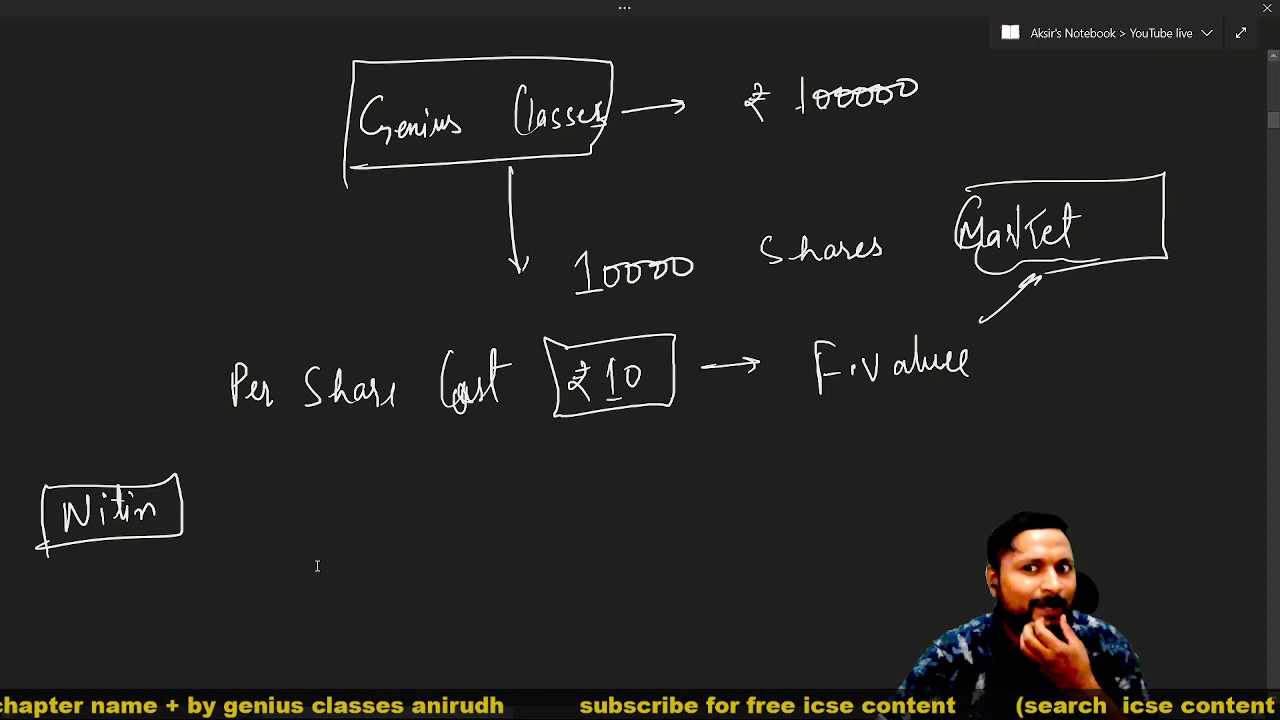 Aksir's Notebook > YouTube live
Genius Classes → ₹ 100000
10000 Shares Market
Per Share Cost ₹10 → F.Value
Nitin
chapter name + by genius classes anirudh subscribe for free icse content (search icse content